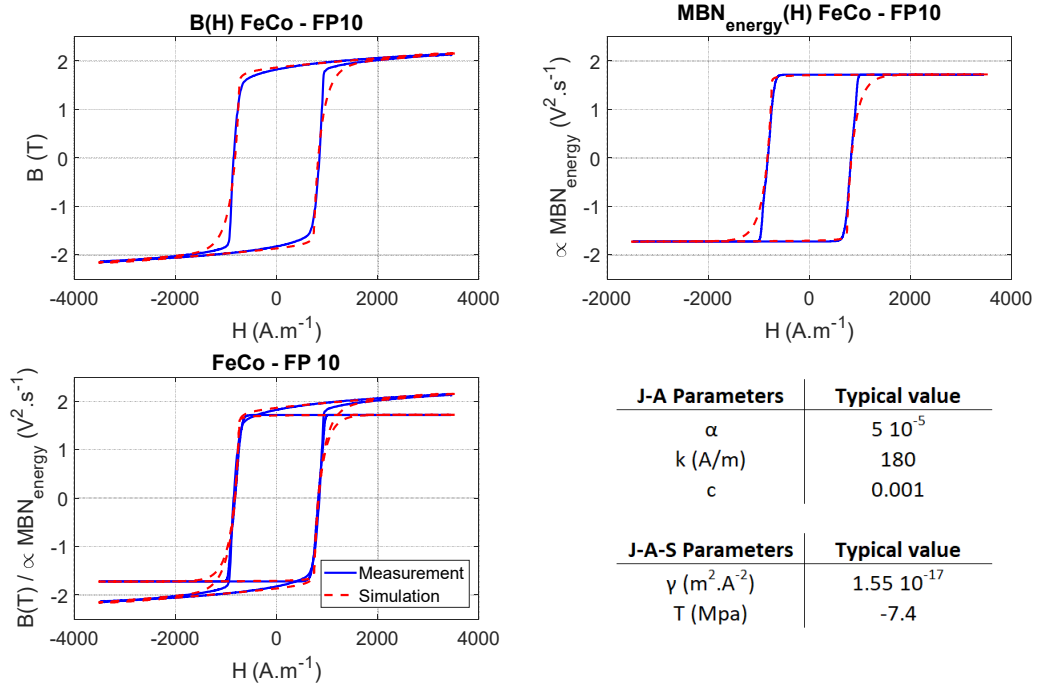 B(H) FeCo - FP10
2
1
0
-1
-2
B (T)
-4000 -2000 0 2000 4000
H (A.m⁻¹)
MBN_energy(H) FeCo - FP10
2
1
0
-1
-2
∝ MBN_energy (V².s⁻¹)
-2000 -2000 0 2000 4000
H (A.m⁻¹)
FeCo - FP 10
2
1
0
-1
-2
B(T) / ∝ MBN_energy (V².s⁻¹)
Measurement
Simulation
-4000 -2000 0 2000 4000
H (A.m⁻¹)
J-A Parameters Typical value
α 5 10⁻⁵
k (A/m) 180
c 0.001
J-A-S Parameters Typical value
γ (m².A⁻²) 1.55 10⁻¹⁷
T (Mpa) -7.4